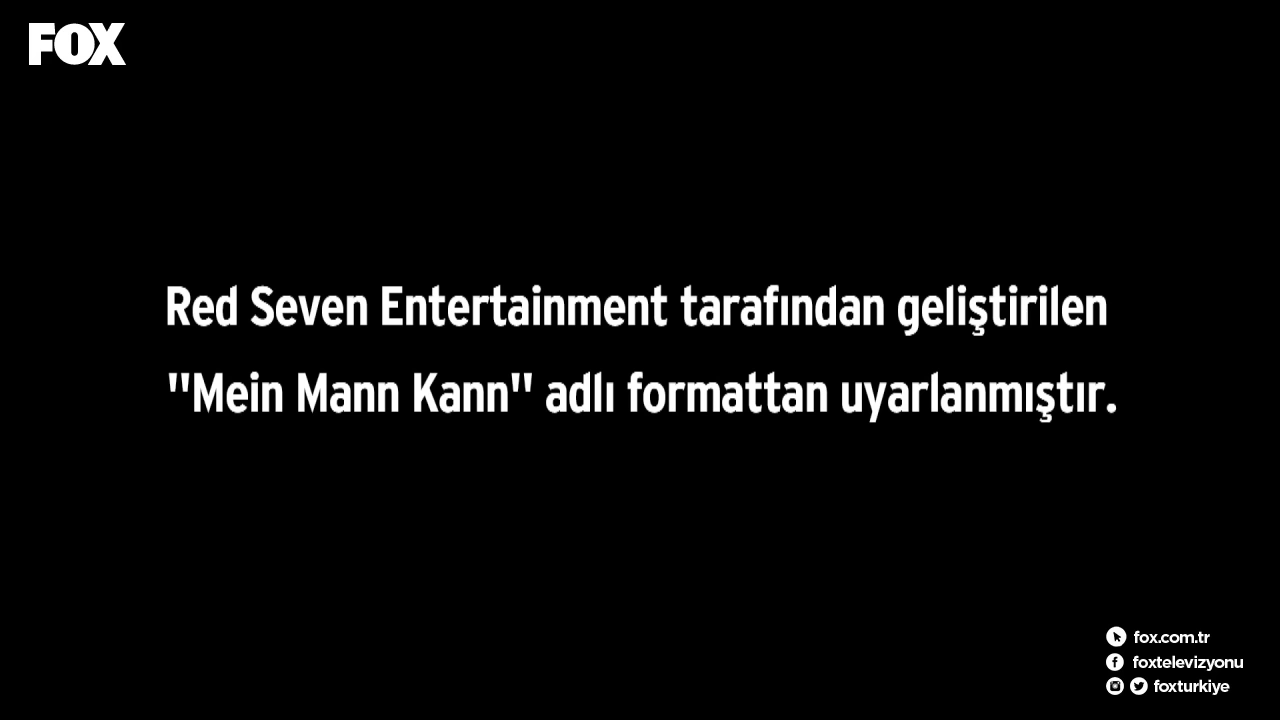 FOX
Red Seven Entertainment tarafından geliştirilen
"Mein Mann Kann" adlı formattan uyarlanmıştır.
fox.com.tr
foxtelevizyonu
foxturkiye